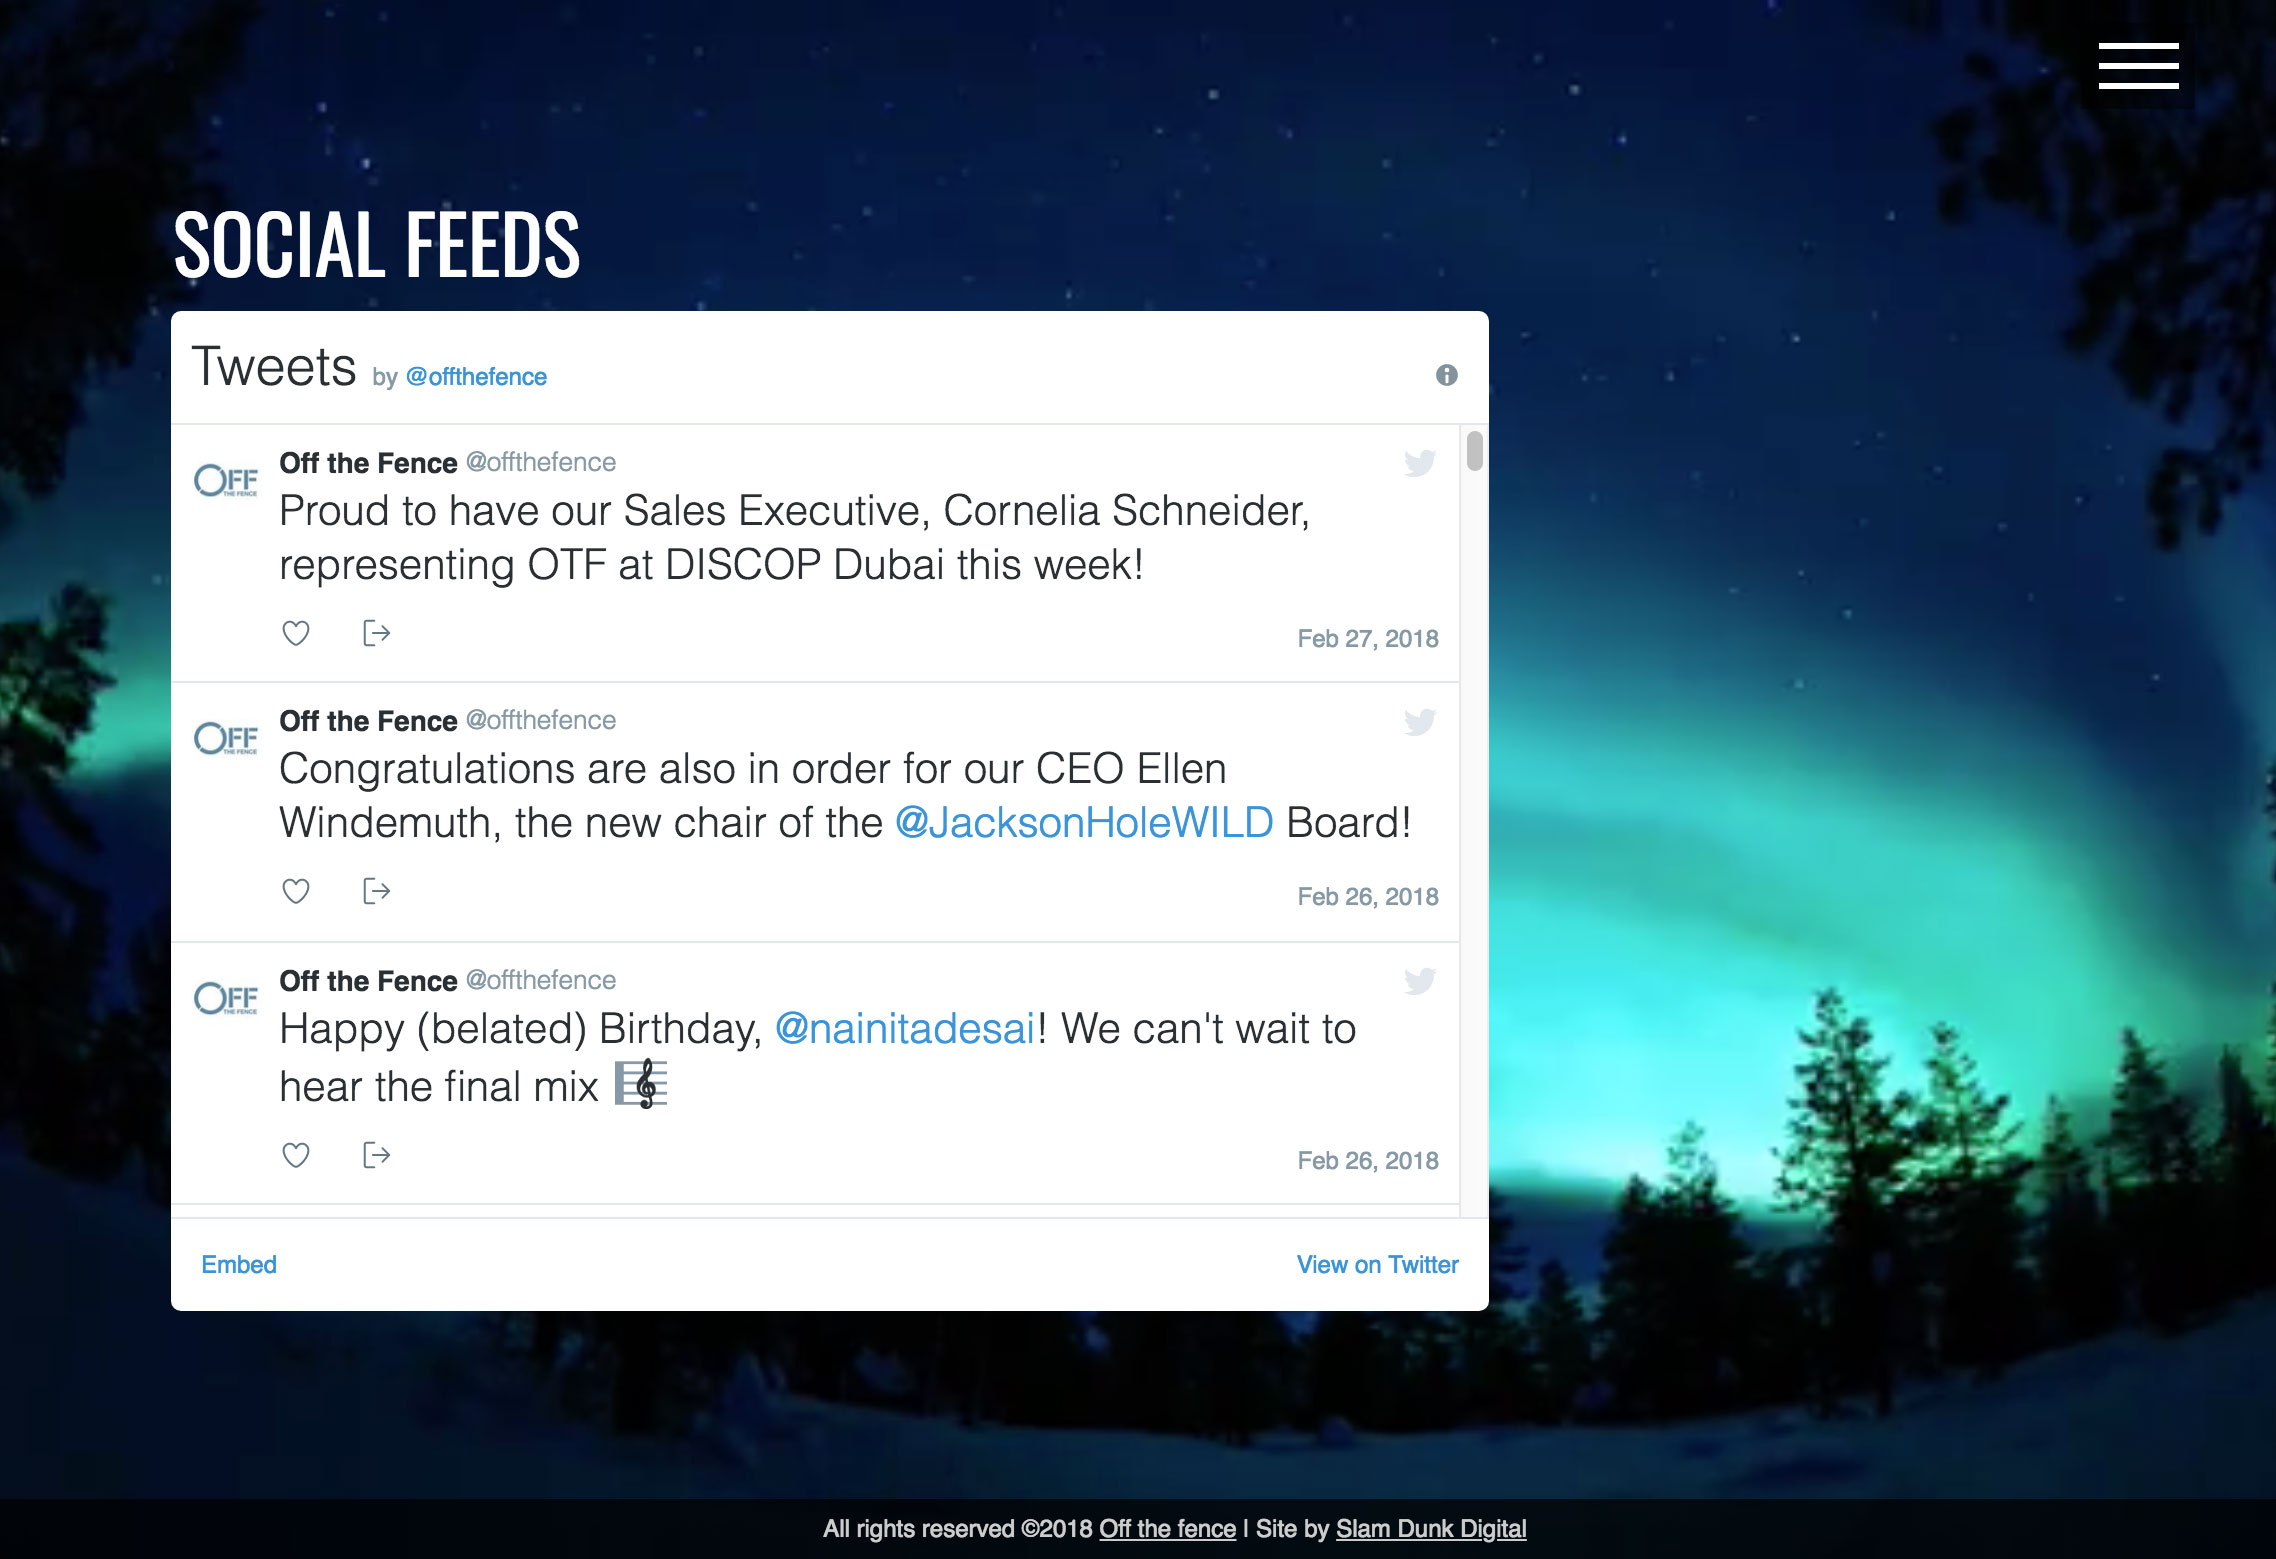 SOCIAL FEEDS
Tweets by @offthefence
OFF THE FENCE
Off the Fence @offthefence
Proud to have our Sales Executive, Cornelia Schneider,
representing OTF at DISCOP Dubai this week!
Feb 27, 2018
OFF THE FENCE
Off the Fence @offthefence
Congratulations are also in order for our CEO Ellen
Windemuth, the new chair of the @JacksonHoleWILD Board!
Feb 26, 2018
OFF THE FENCE
Off the Fence @offthefence
Happy (belated) Birthday, @nainitadesai! We can't wait to
hear the final mix 🎼
Feb 26, 2018
Embed
View on Twitter
All rights reserved ©2018 Off the fence | Site by Slam Dunk Digital